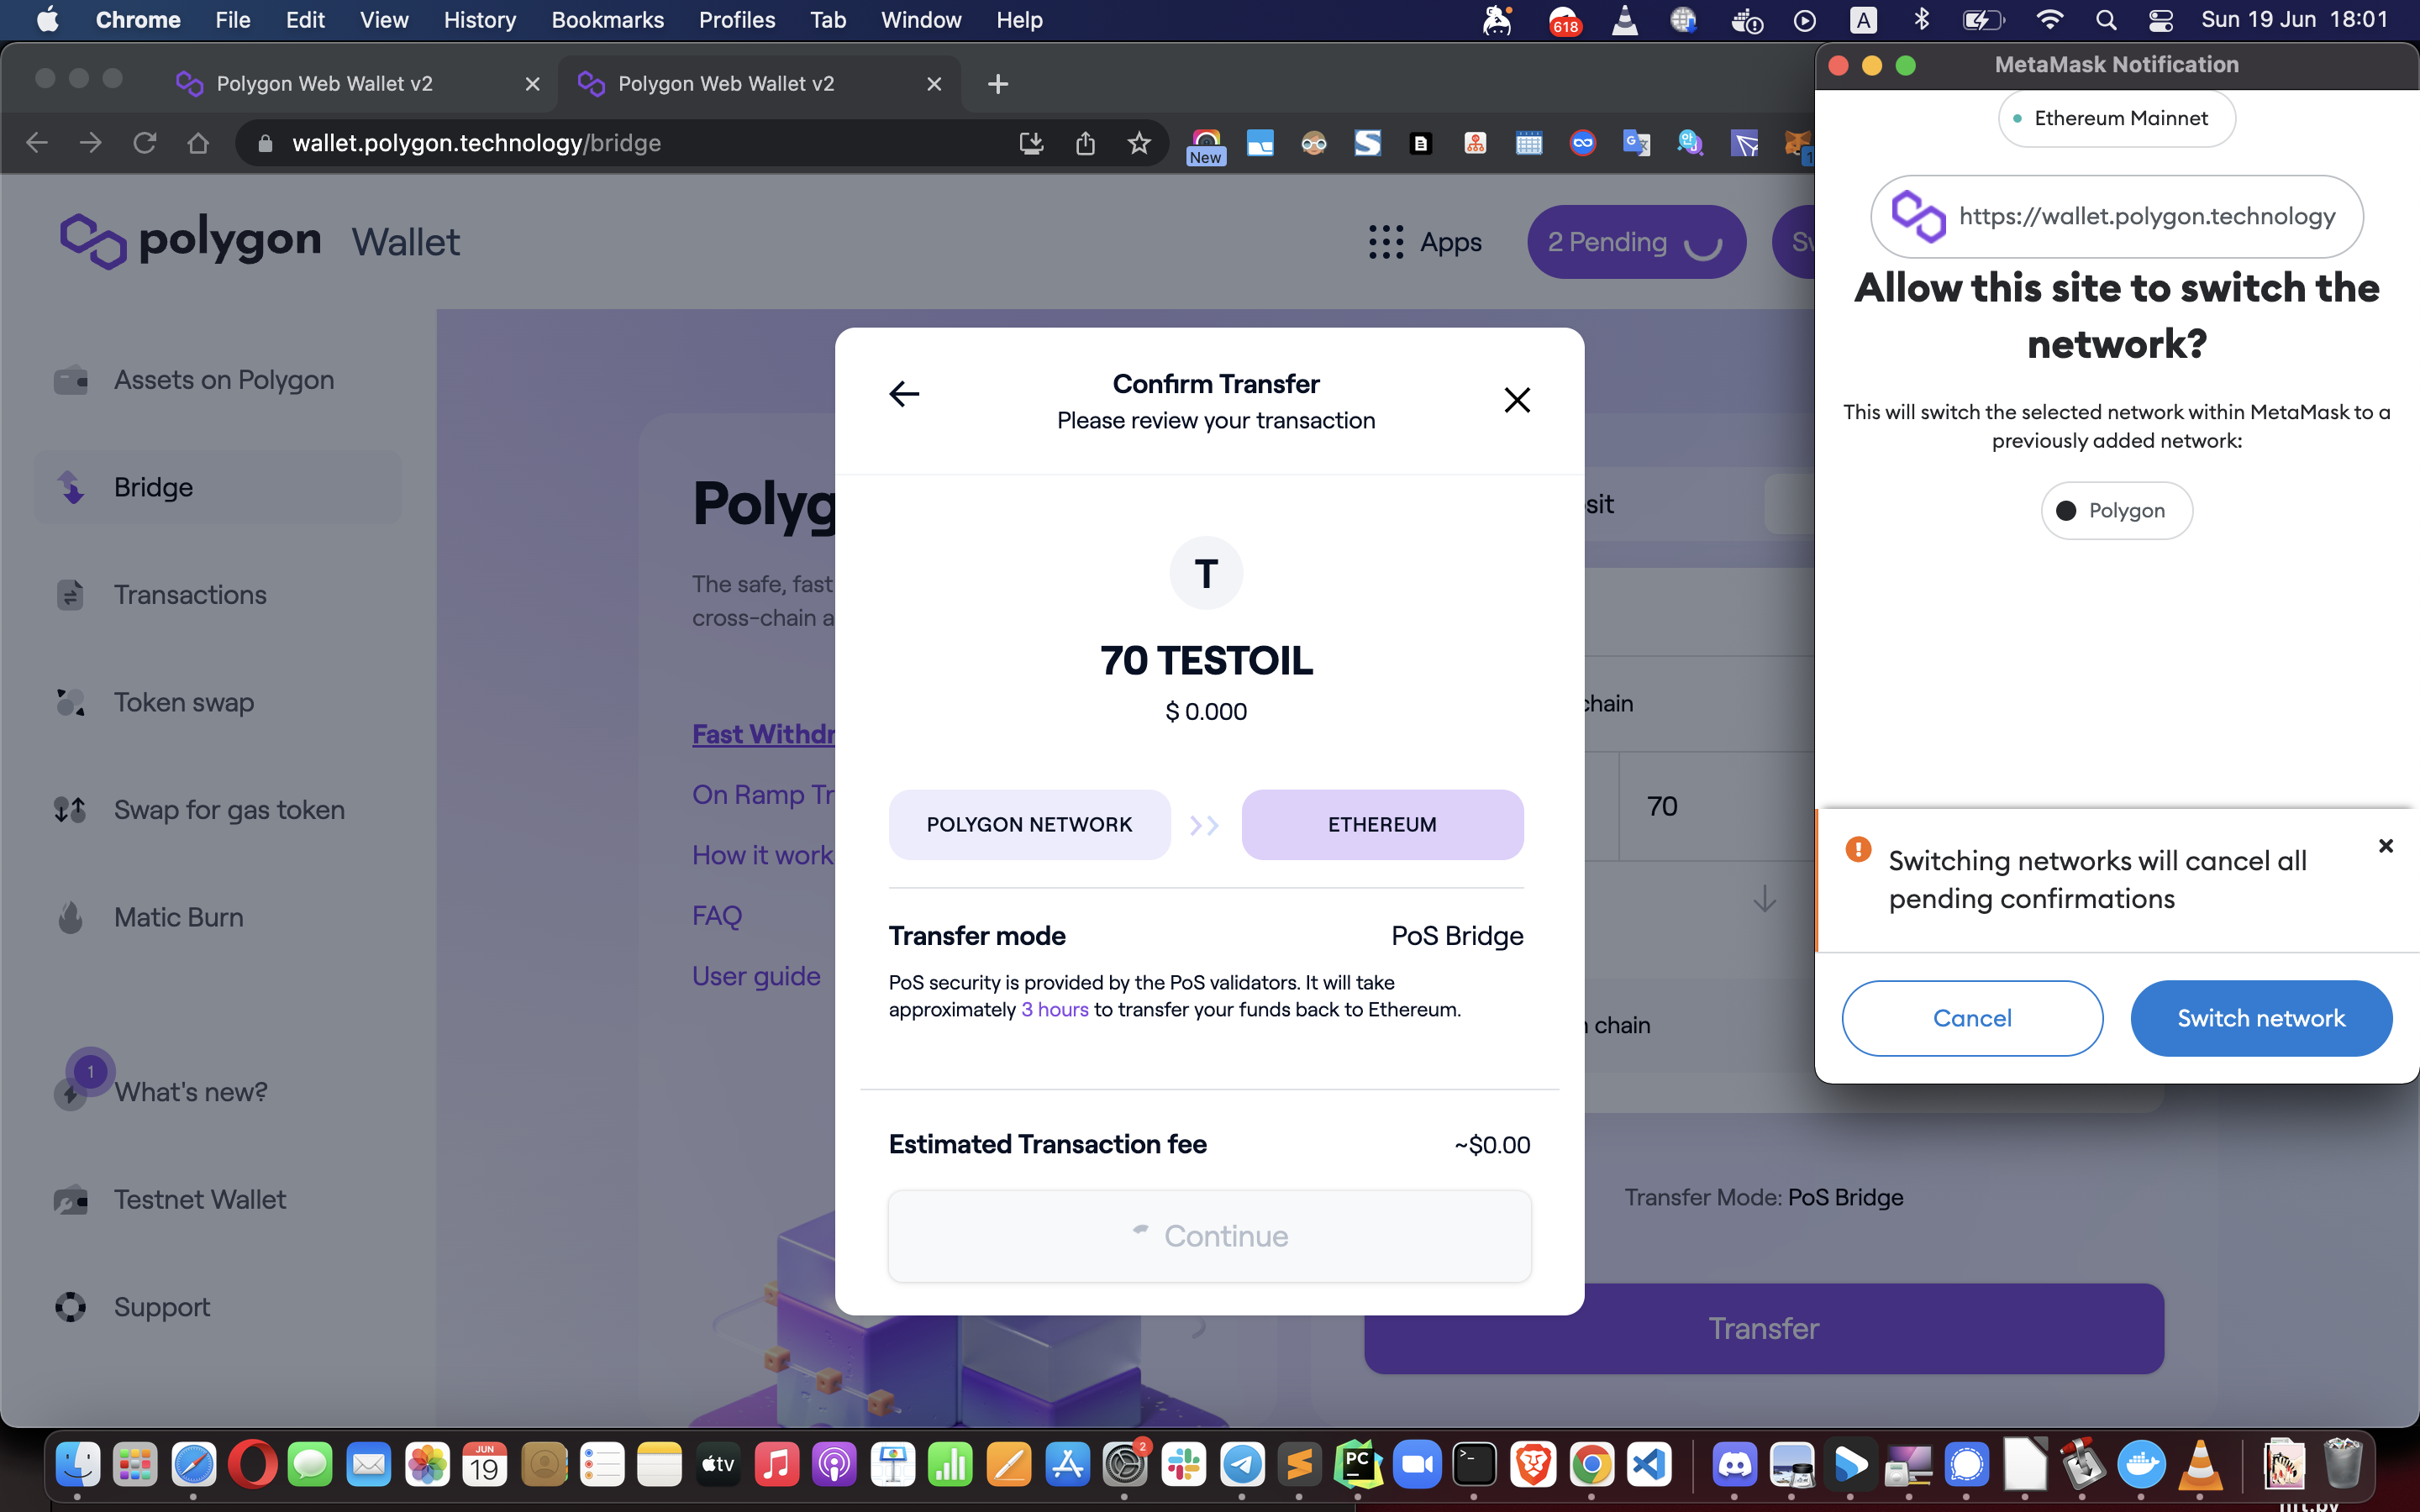 Chrome File Edit View History Bookmarks Profiles Tab Window Help
618
A
Sun 19 Jun 18:01
Polygon Web Wallet v2
Polygon Web Wallet v2
wallet.polygon.technology/bridge
New
polygon Wallet
Apps
2 Pending
Assets on Polygon
Bridge
Transactions
Token swap
Swap for gas token
Matic Burn
1
What's new?
Testnet Wallet
Support
Polyg
The safe, fast
cross-chain a
Fast Withdr
On Ramp Tr
How it work
FAQ
User guide
Confirm Transfer
Please review your transaction
T
70 TESTOIL
$ 0.000
POLYGON NETWORK
ETHEREUM
Transfer mode
PoS Bridge
PoS security is provided by the PoS validators. It will take
approximately 3 hours to transfer your funds back to Ethereum.
Estimated Transaction fee
~$0.00
Continue
sit
chain
70
chain
Transfer Mode: PoS Bridge
Transfer
MetaMask Notification
Ethereum Mainnet
https://wallet.polygon.technology
Allow this site to switch the
network?
This will switch the selected network within MetaMask to a
previously added network:
Polygon
Switching networks will cancel all
pending confirmations
Cancel
Switch network
JUN
19
tv
2
PC